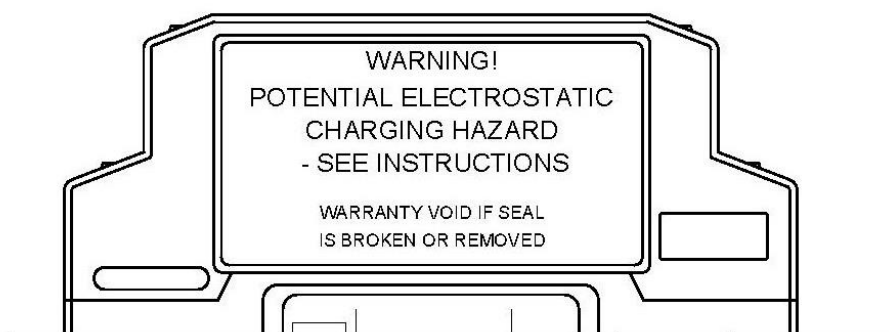 WARNING!
POTENTIAL ELECTROSTATIC
CHARGING HAZARD
- SEE INSTRUCTIONS
WARRANTY VOID IF SEAL
IS BROKEN OR REMOVED